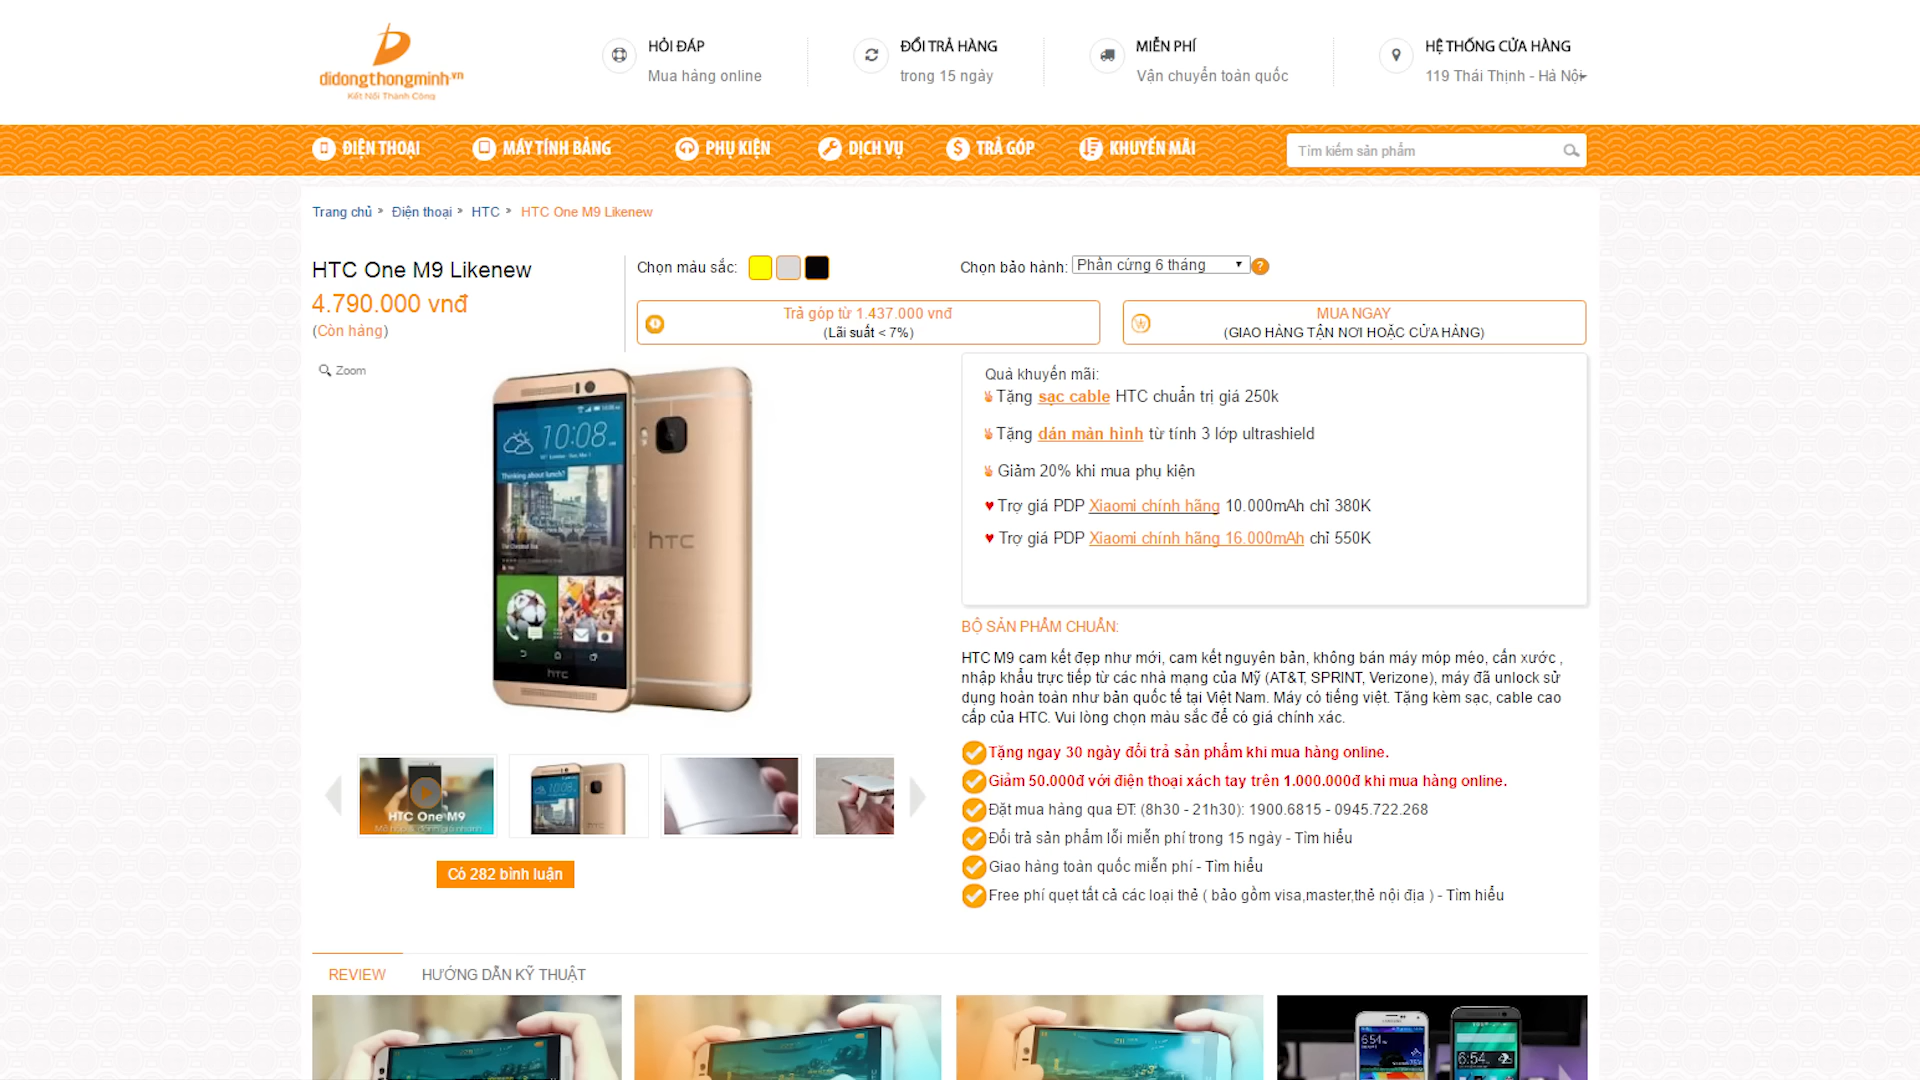 didongthongminh.vn
Kết Nối Thành Công
HỎI ĐÁP
Mua hàng online
ĐỔI TRẢ HÀNG
trong 15 ngày
MIỄN PHÍ
Vận chuyển toàn quốc
HỆ THỐNG CỬA HÀNG
119 Thái Thịnh - Hà Nội
ĐIỆN THOẠI
MÁY TÍNH BẢNG
PHỤ KIỆN
DỊCH VỤ
TRẢ GÓP
KHUYẾN MÃI
Tìm kiếm sản phẩm
Trang chủ » Điện thoại » HTC » HTC One M9 Likenew
HTC One M9 Likenew
4.790.000 vnđ
(Còn hàng)
Chọn màu sắc:
Chọn bảo hành: Phần cứng 6 tháng ?
Trả góp từ 1.437.000 vnđ
(Lãi suất < 7%)
MUA NGAY
(GIAO HÀNG TẬN NƠI HOẶC CỬA HÀNG)
Zoom
10:08
Thinking about lunch?
hTC
hTC
Quà khuyến mãi:
Tặng sạc cable HTC chuẩn trị giá 250k
Tặng dán màn hình từ tính 3 lớp ultrashield
Giảm 20% khi mua phụ kiện
♥ Trợ giá PDP Xiaomi chính hãng 10.000mAh chỉ 380K
♥ Trợ giá PDP Xiaomi chính hãng 16.000mAh chỉ 550K
BỘ SẢN PHẨM CHUẨN:
HTC M9 cam kết đẹp như mới, cam kết nguyên bản, không bán máy móp méo, cấn xước ,
nhập khẩu trực tiếp từ các nhà mạng của Mỹ (AT&T, SPRINT, Verizone), máy đã unlock sử
dụng hoàn toàn như bản quốc tế tại Việt Nam. Máy có tiếng việt. Tặng kèm sạc, cable cao
cấp của HTC. Vui lòng chọn màu sắc để có giá chính xác.
Tặng ngay 30 ngày đổi trả sản phẩm khi mua hàng online.
Giảm 50.000đ với điện thoại xách tay trên 1.000.000đ khi mua hàng online.
Đặt mua hàng qua ĐT: (8h30 - 21h30): 1900.6815 - 0945.722.268
Đổi trả sản phẩm lỗi miễn phí trong 15 ngày - Tìm hiểu
Giao hàng toàn quốc miễn phí - Tìm hiểu
Free phí quẹt tất cả các loại thẻ ( bảo gồm visa,master,thẻ nội địa ) - Tìm hiểu
HTC One M9
Mở hộp & đánh giá nhanh
Có 282 bình luận
REVIEW
HƯỚNG DẪN KỸ THUẬT
6:54
6:54